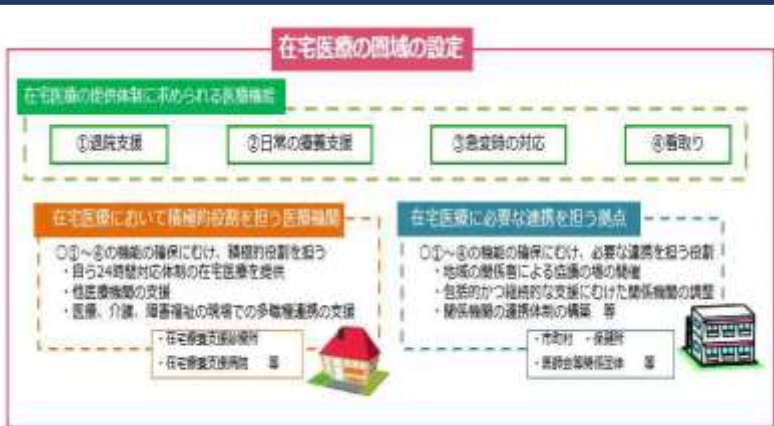 在宅医療の圏域の設定
在宅医療の提供体制に求められる医療機能
①退院支援
②日常の療養支援
③急変時の対応
④看取り
在宅医療において積極的役割を担う医療機関
〇①～④の機能の確保にむけ、積極的役割を担う
・自ら24時間対応体制の在宅医療を提供
・他医療機関の支援
・医療、介護、障害福祉の現場での多職種連携の支援
・在宅療養支援診療所
・在宅療養支援病院　等
在宅医療に必要な連携を担う拠点
〇①～④の機能の確保にむけ、必要な連携を担う役割
・地域の関係者による協議の場の開催
・包括的かつ継続的な支援にむけた関係機関の調整
・関係機関の連携体制の構築　等
・市町村　・保健所
・医師会等関係団体　等